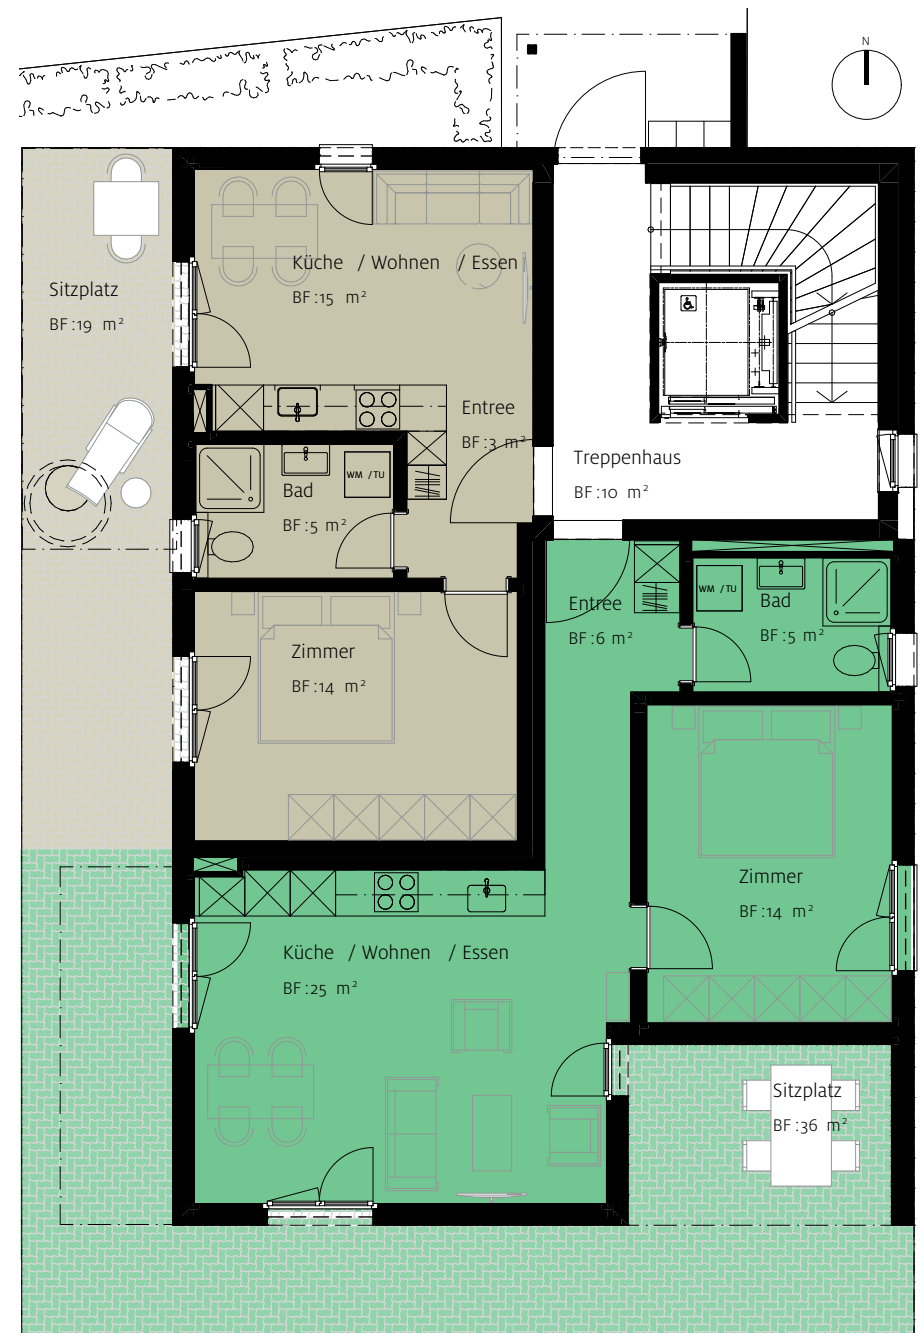 N
Küche / Wohnen / Essen
BF:15 m²
Sitzplatz
BF:19 m²
Entree
BF:3 m²
Treppenhaus
BF:10 m²
WM / TU
Bad
BF:5 m²
Entree
BF:6 m²
WM / TU
Bad
BF:5 m²
Zimmer
BF:14 m²
Zimmer
BF:14 m²
Küche / Wohnen / Essen
BF:25 m²
Sitzplatz
BF:36 m²